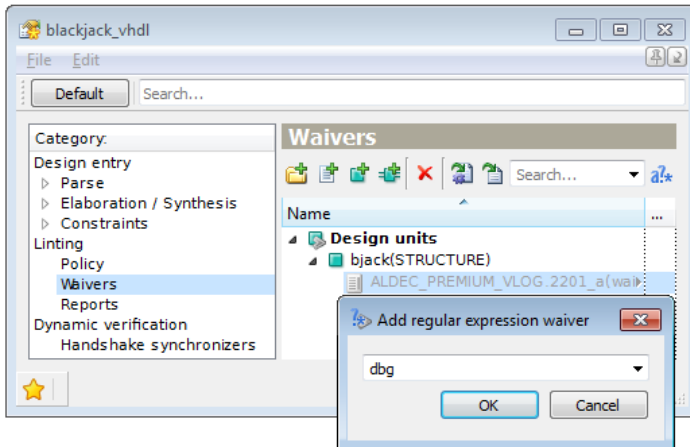 blackjack_vhdl
File Edit
Default Search...
Category:
Design entry
Parse
Elaboration / Synthesis
Constraints
Linting
Policy
Waivers
Reports
Dynamic verification
Handshake synchronizers
Waivers
Search... a?*
Name ...
Design units
bjack(STRUCTURE)
ALDEC_PREMIUM_VLOG.2201_a(wai
Add regular expression waiver
dbg
OK Cancel